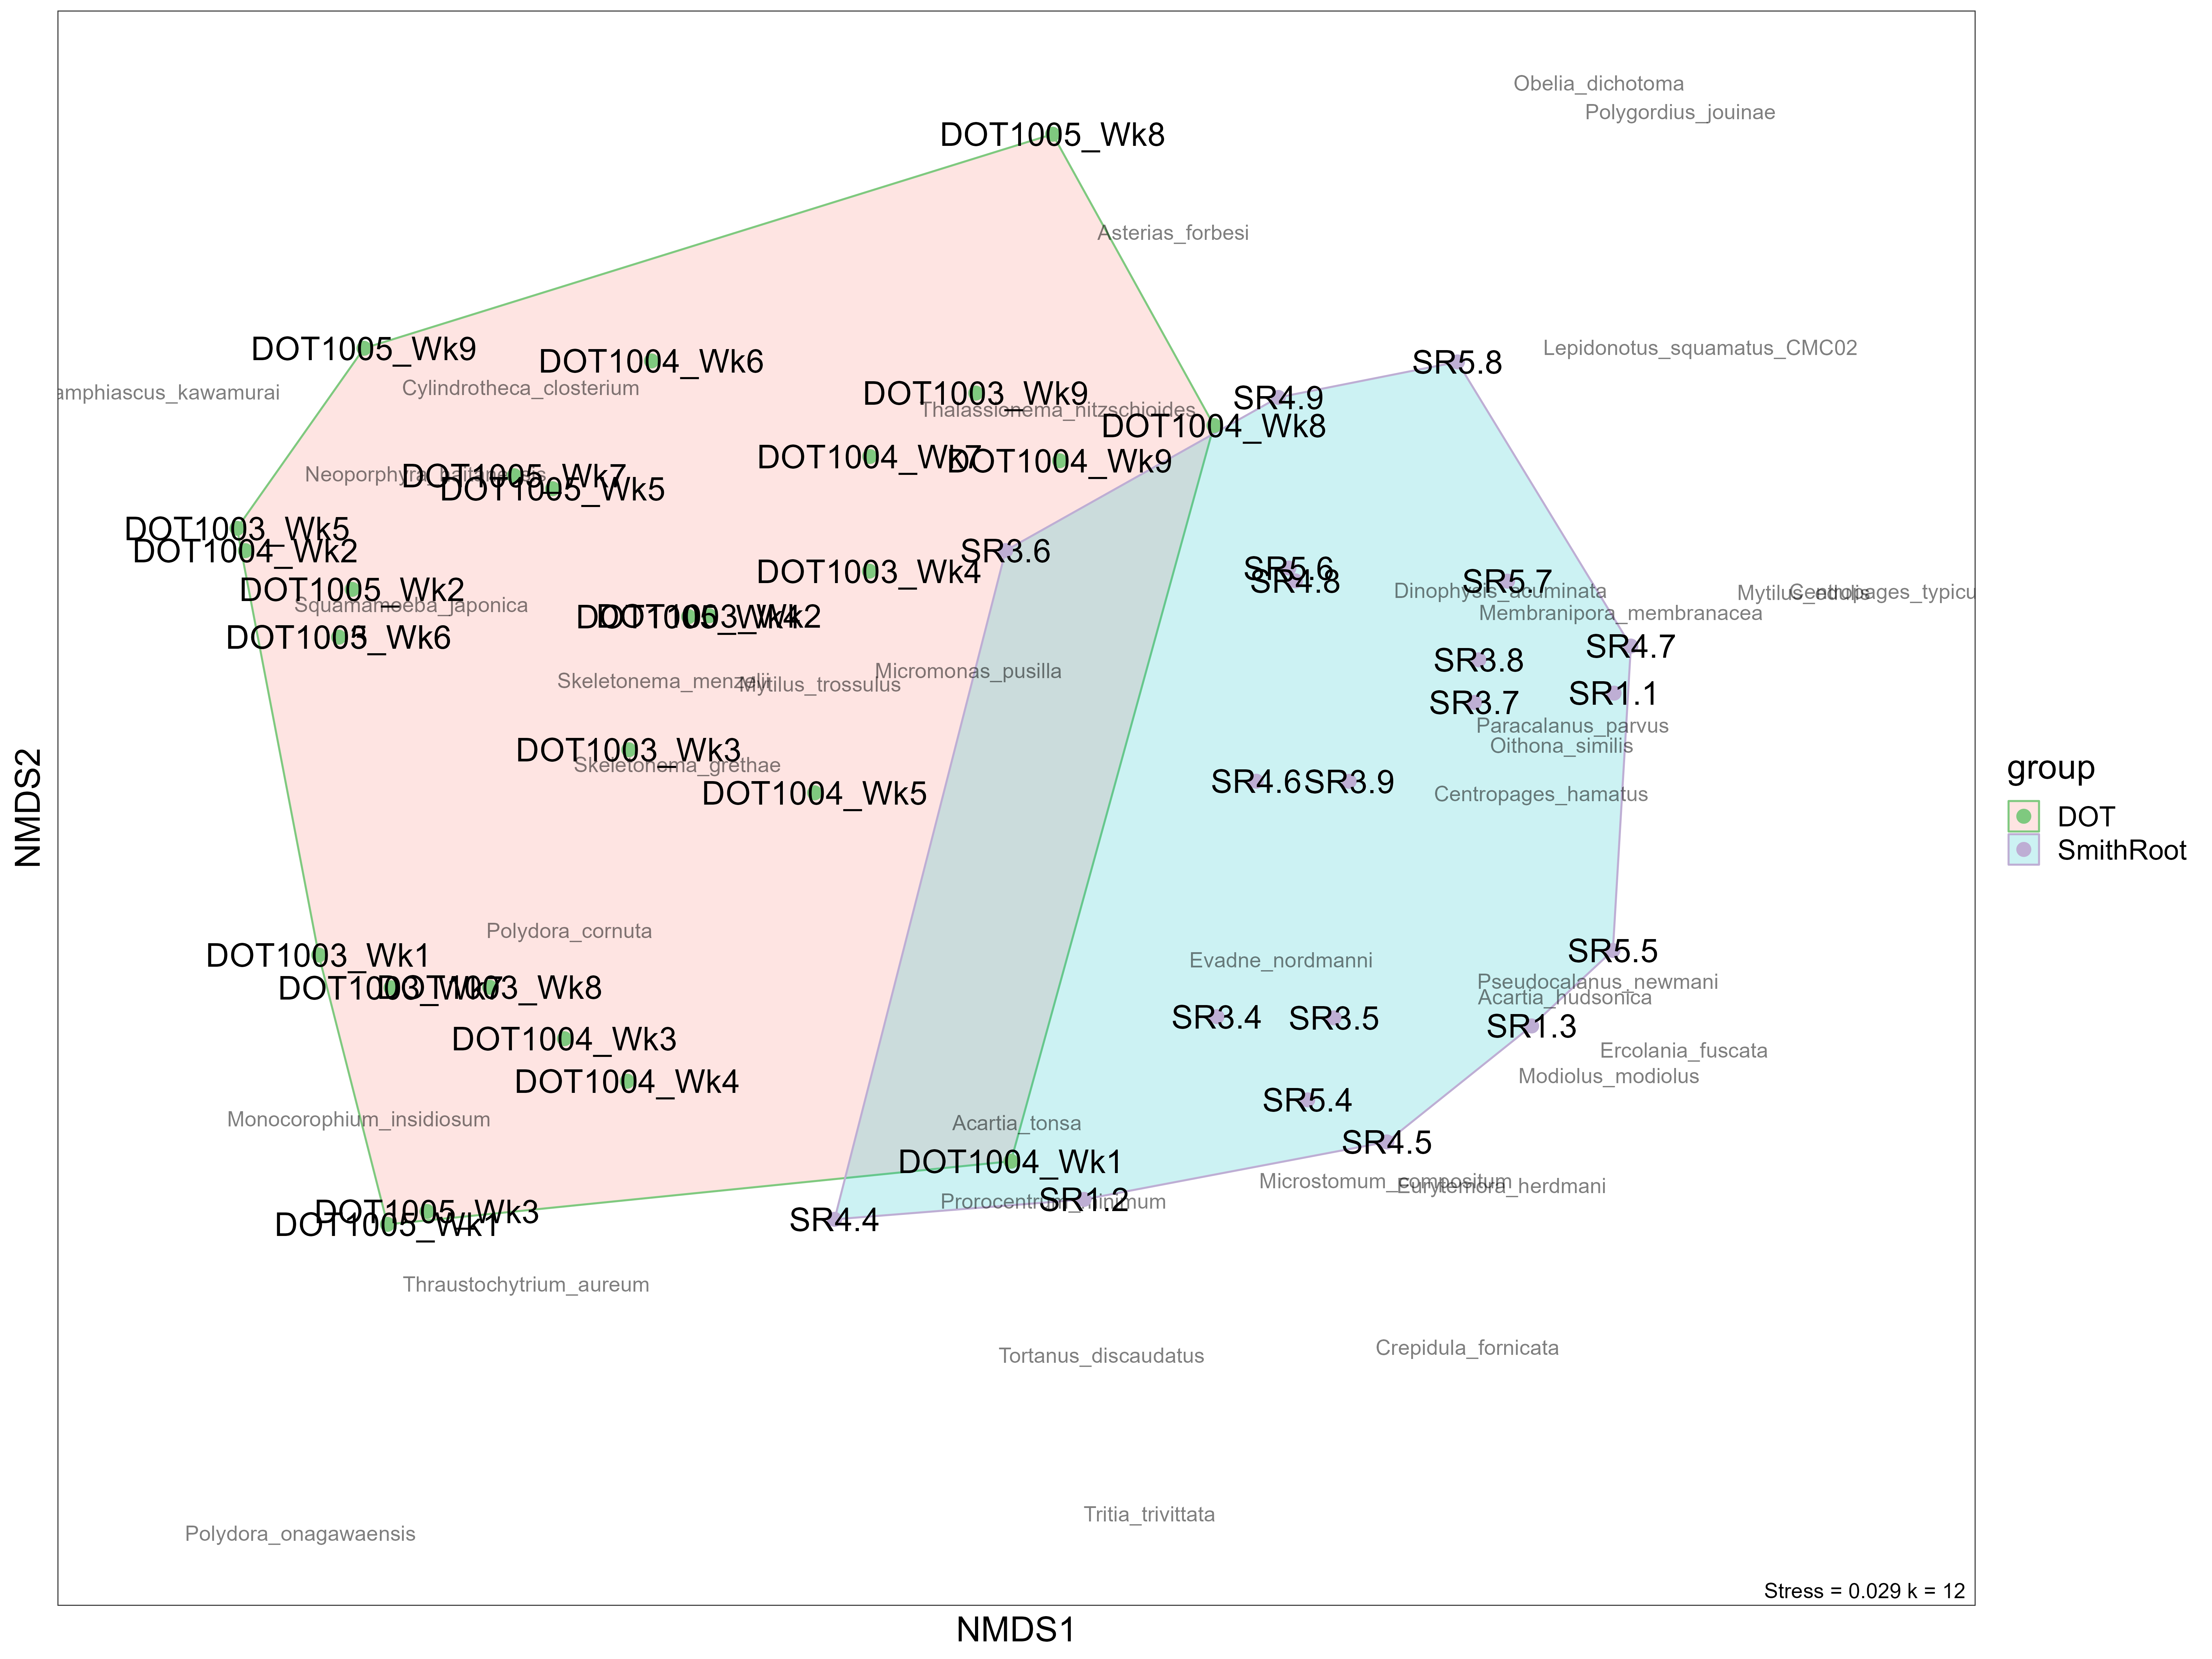 Obelia_dichotoma
Polygordius_jouinae
DOT1005_Wk8
Asterias_forbesi
DOT1005_Wk9
DOT1004_Wk6
SR5.8
Lepidonotus_squamatus_CMC02
amphiascus_kawamurai
Cylindrotheca_closterium
DOT1003_Wk9
SR4.9
Thalassionema_nitzschioides
DOT1004_Wk8
DOT1004_Wk7
DOT1004_Wk9
Neoporphyra_haitanensis
DOT1005_Wk7
DOT1005_Wk5
DOT1003_Wk5
DOT1004_Wk2
SR3.6
DOT1003_Wk4
SR5.6
SR4.8
SR5.7
DOT1005_Wk2
Dinophysis_acuminata
Mytilus_edulis
Centropages_typicu
Squamamoeba_japonica
Membranipora_membranacea
DOT1005_Wk4
DOT1003_Wk2
DOT1005_Wk6
SR4.7
SR3.8
Micromonas_pusilla
Skeletonema_menzelii
Mytilus_trossulus
SR1.1
SR3.7
Paracalanus_parvus
Oithona_similis
DOT1003_Wk3
Skeletonema_grethae
SR4.6
SR3.9
DOT1004_Wk5
Centropages_hamatus
NMDS2
group
DOT
SmithRoot
Polydora_cornuta
DOT1003_Wk1
SR5.5
Evadne_nordmanni
Pseudocalanus_newmani
DOT1003_Wk7
DOT1003_Wk8
Acartia_hudsonica
SR3.4
SR3.5
SR1.3
DOT1004_Wk3
Ercolania_fuscata
Modiolus_modiolus
DOT1004_Wk4
SR5.4
Monocorophium_insidiosum
Acartia_tonsa
SR4.5
DOT1004_Wk1
Microstomum_compositum
Eurytemora_herdmani
Prorocentrum_minimum
SR1.2
DOT1005_Wk3
DOT1005_Wk1
SR4.4
Thraustochytrium_aureum
Crepidula_fornicata
Tortanus_discaudatus
Tritia_trivittata
Polydora_onagawaensis
Stress = 0.029 k = 12
NMDS1